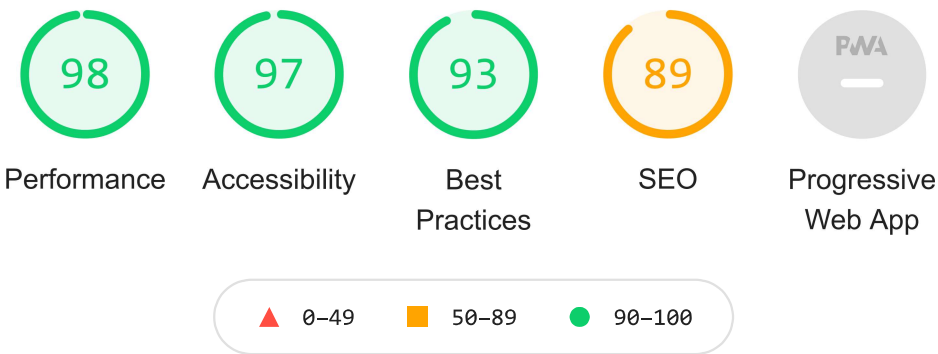 98 97 93 89 PWA
Performance Accessibility Best Practices SEO Progressive Web App
0–49 50–89 90–100